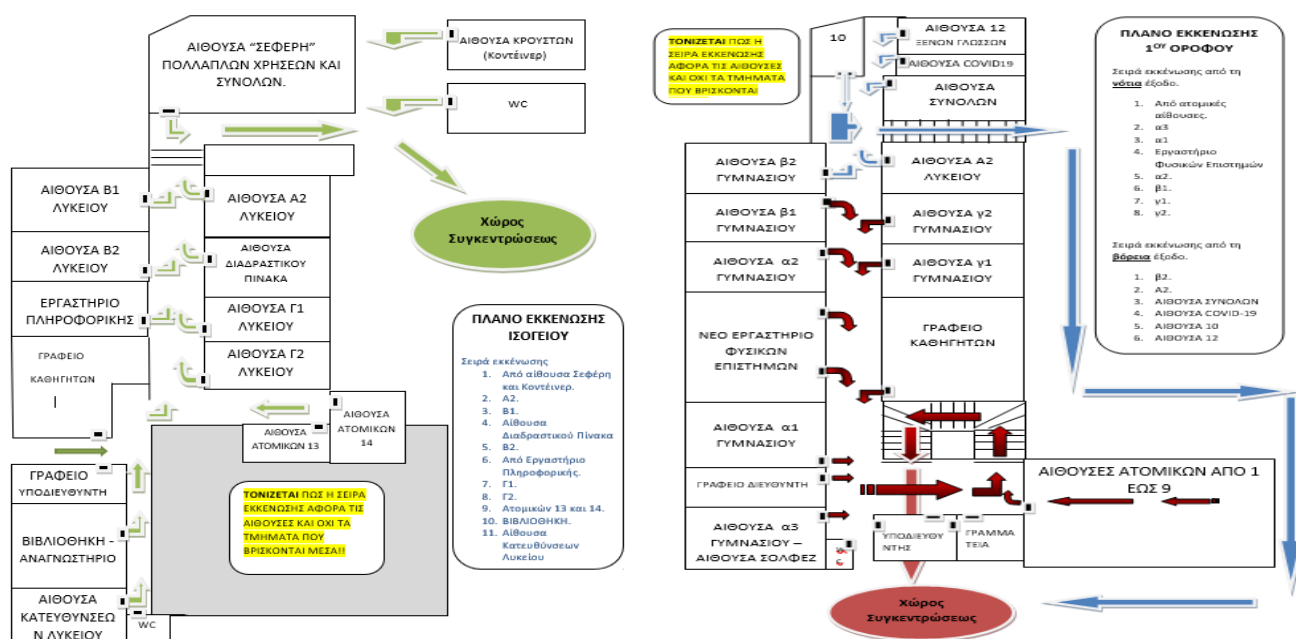 ΑΙΘΟΥΣΑ “ΣΕΦΕΡΗ”
ΠΟΛΛΑΠΛΩΝ ΧΡΗΣΕΩΝ ΚΑΙ
ΣΥΝΟΛΩΝ.
ΑΙΘΟΥΣΑ ΚΡΟΥΣΤΩΝ
(Κοντέινερ)
WC
ΑΙΘΟΥΣΑ Β1
ΛΥΚΕΙΟΥ
ΑΙΘΟΥΣΑ Α2
ΛΥΚΕΙΟΥ
ΑΙΘΟΥΣΑ Β2
ΛΥΚΕΙΟΥ
ΑΙΘΟΥΣΑ
ΔΙΑΔΡΑΣΤΙΚΟΥ
ΠΙΝΑΚΑ
ΕΡΓΑΣΤΗΡΙΟ
ΠΛΗΡΟΦΟΡΙΚΗΣ
ΑΙΘΟΥΣΑ Γ1
ΛΥΚΕΙΟΥ
ΓΡΑΦΕΙΟ
ΚΑΘΗΓΗΤΩΝ
ΑΙΘΟΥΣΑ Γ2
ΛΥΚΕΙΟΥ
ΑΙΘΟΥΣΑ
ΑΤΟΜΙΚΩΝ 13
ΑΙΘΟΥΣΑ
ΑΤΟΜΙΚΩΝ
14
ΓΡΑΦΕΙΟ
ΥΠΟΔΙΕΥΘΥΝΤΗ
ΒΙΒΛΙΟΘΗΚΗ -
ΑΝΑΓΝΩΣΤΗΡΙΟ
ΑΙΘΟΥΣΑ
ΚΑΤΕΥΘΥΝΣΕΩ
Ν ΛΥΚΕΙΟΥ
WC
ΤΟΝΙΖΕΤΑΙ ΠΩΣ Η ΣΕΙΡΑ
ΕΚΚΕΝΩΣΗΣ ΑΦΟΡΑ ΤΙΣ
ΑΙΘΟΥΣΕΣ ΚΑΙ ΟΧΙ ΤΑ
ΤΜΗΜΑΤΑ ΠΟΥ
ΒΡΙΣΚΟΝΤΑΙ ΜΕΣΑ!!
Χώρος
Συγκεντρώσεως
ΠΛΑΝΟ ΕΚΚΕΝΩΣΗΣ
ΙΣΟΓΕΙΟΥ
Σειρά εκκένωσης
1. Από αίθουσα Σεφέρη
και Κοντέινερ.
2. Α2.
3. Β1.
4. Αίθουσα
Διαδραστικού Πίνακα
5. Β2.
6. Από Εργαστήριο
Πληροφορικής.
7. Γ1.
8. Γ2.
9. Ατομικών 13 και 14.
10. ΒΙΒΛΙΟΘΗΚΗ.
11. Αίθουσα
Κατευθύνσεων
Λυκείου
ΤΟΝΙΖΕΤΑΙ ΠΩΣ Η
ΣΕΙΡΑ ΕΚΚΕΝΩΣΗΣ
ΑΦΟΡΑ ΤΙΣ ΑΙΘΟΥΣΕΣ
ΚΑΙ ΟΧΙ ΤΑ ΤΜΗΜΑΤΑ
ΠΟΥ ΒΡΙΣΚΟΝΤΑΙ
10
ΑΙΘΟΥΣΑ 12
ΞΕΝΩΝ ΓΛΩΣΣΩΝ
ΑΙΘΟΥΣΑ COVID19
ΑΙΘΟΥΣΑ
ΣΥΝΟΛΩΝ
ΑΙΘΟΥΣΑ β2
ΓΥΜΝΑΣΙΟΥ
ΑΙΘΟΥΣΑ Α2
ΛΥΚΕΙΟΥ
ΑΙΘΟΥΣΑ β1
ΓΥΜΝΑΣΙΟΥ
ΑΙΘΟΥΣΑ γ2
ΓΥΜΝΑΣΙΟΥ
ΑΙΘΟΥΣΑ α2
ΓΥΜΝΑΣΙΟΥ
ΑΙΘΟΥΣΑ γ1
ΓΥΜΝΑΣΙΟΥ
ΝΕΟ ΕΡΓΑΣΤΗΡΙΟ
ΦΥΣΙΚΩΝ
ΕΠΙΣΤΗΜΩΝ
ΓΡΑΦΕΙΟ
ΚΑΘΗΓΗΤΩΝ
ΑΙΘΟΥΣΑ α1
ΓΥΜΝΑΣΙΟΥ
ΓΡΑΦΕΙΟ ΔΙΕΥΘΥΝΤΗ
ΑΙΘΟΥΣΑ α3
ΓΥΜΝΑΣΙΟΥ –
ΑΙΘΟΥΣΑ ΣΟΛΦΕΖ
ΥΠΟΔΙΕΥΘΥ
ΝΤΗΣ
ΓΡΑΜΜΑ
ΤΕΙΑ
ΑΙΘΟΥΣΕΣ ΑΤΟΜΙΚΩΝ ΑΠΟ 1
ΕΩΣ 9
Χώρος
Συγκεντρώσεως
ΠΛΑΝΟ ΕΚΚΕΝΩΣΗΣ
1ΟΥ ΟΡΟΦΟΥ
Σειρά εκκένωσης από τη
νότια έξοδο.
1. Από ατομικές
αίθουσες.
2. α3
3. α1
4. Εργαστήριο
Φυσικών Επιστημών
5. α2.
6. β1.
7. γ1.
8. γ2.
Σειρά εκκένωσης από τη
βόρεια έξοδο.
1. β2.
2. Α2.
3. ΑΙΘΟΥΣΑ ΣΥΝΟΛΩΝ
4. ΑΙΘΟΥΣΑ COVID-19
5. ΑΙΘΟΥΣΑ 10
6. ΑΙΘΟΥΣΑ 12